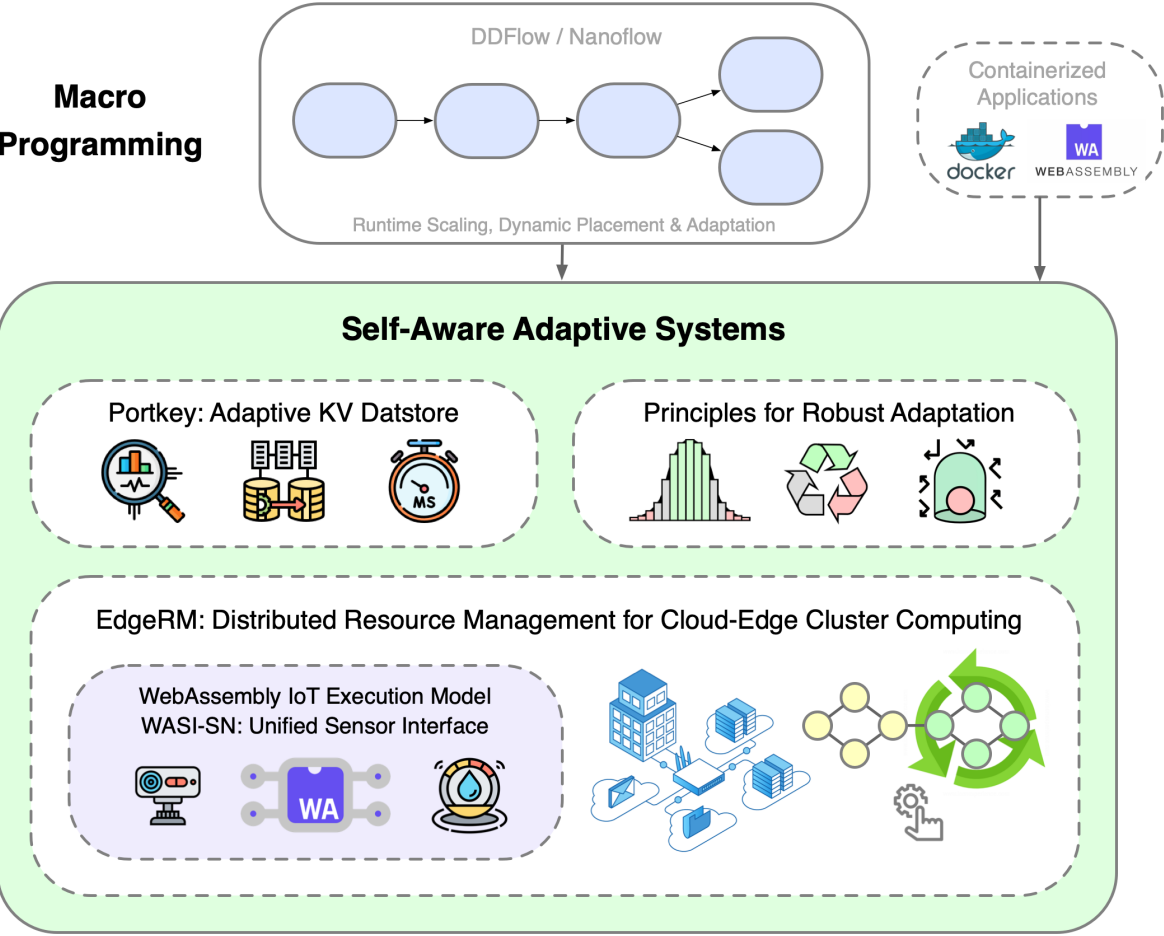 Macro
Programming
DDFlow / Nanoflow
Runtime Scaling, Dynamic Placement & Adaptation
Containerized
Applications
docker
WA
WEBASSEMBLY
Self-Aware Adaptive Systems
Portkey: Adaptive KV Datstore
MS
Principles for Robust Adaptation
EdgeRM: Distributed Resource Management for Cloud-Edge Cluster Computing
WebAssembly IoT Execution Model
WASI-SN: Unified Sensor Interface
WA